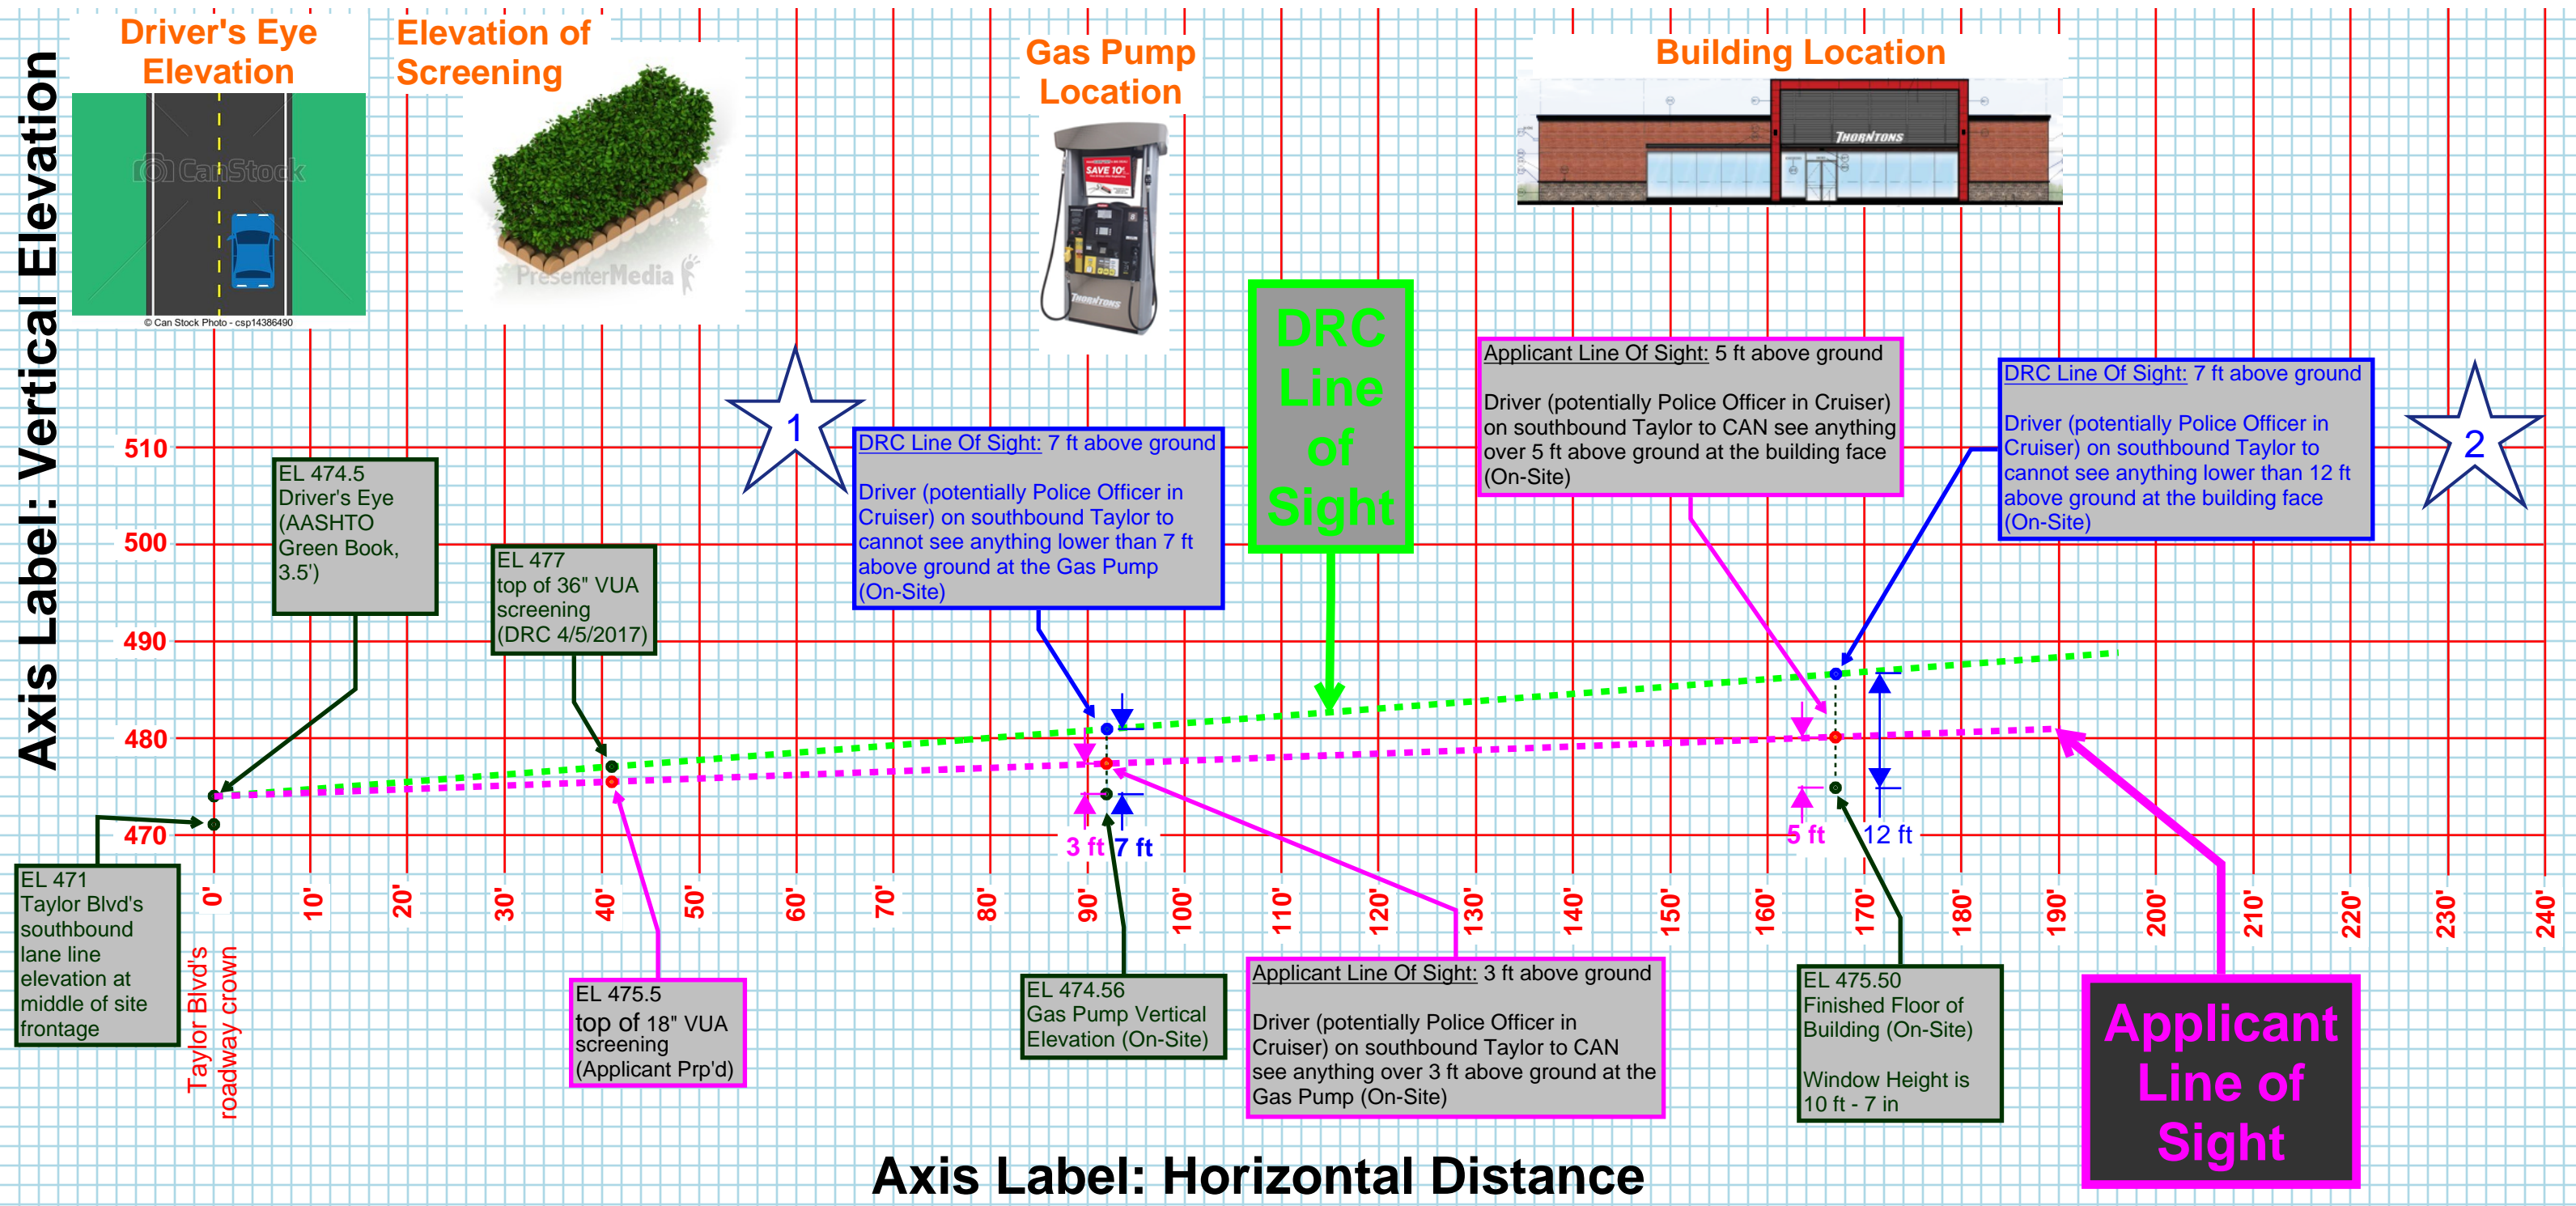 Axis Label: Vertical Elevation
Driver's Eye
Elevation
CanStock
© Can Stock Photo - csp14386490
Elevation of
Screening
PresenterMedia
Gas Pump
Location
SAVE 10¢
THORNTONS
Building Location
THORNTONS
DRC
Line
of
Sight
1
2
510
500
490
480
470
EL 474.5
Driver's Eye
(AASHTO
Green Book,
3.5')
EL 477
top of 36" VUA
screening
(DRC 4/5/2017)
DRC Line Of Sight: 7 ft above ground
Driver (potentially Police Officer in
Cruiser) on southbound Taylor to
cannot see anything lower than 7 ft
above ground at the Gas Pump
(On-Site)
Applicant Line Of Sight: 5 ft above ground
Driver (potentially Police Officer in Cruiser)
on southbound Taylor to CAN see anything
over 5 ft above ground at the building face
(On-Site)
DRC Line Of Sight: 7 ft above ground
Driver (potentially Police Officer in
Cruiser) on southbound Taylor to
cannot see anything lower than 12 ft
above ground at the building face
(On-Site)
3 ft
7 ft
5 ft
12 ft
0'
10'
20'
30'
40'
50'
60'
70'
80'
90'
100'
110'
120'
130'
140'
150'
160'
170'
180'
190'
200'
210'
220'
230'
240'
EL 471
Taylor Blvd's
southbound
lane line
elevation at
middle of site
frontage
Taylor Blvd's
roadway crown
EL 475.5
top of 18" VUA
screening
(Applicant Prp'd)
EL 474.56
Gas Pump Vertical
Elevation (On-Site)
Applicant Line Of Sight: 3 ft above ground
Driver (potentially Police Officer in
Cruiser) on southbound Taylor to CAN
see anything over 3 ft above ground at the
Gas Pump (On-Site)
EL 475.50
Finished Floor of
Building (On-Site)
Window Height is
10 ft - 7 in
Applicant
Line of
Sight
Axis Label: Horizontal Distance